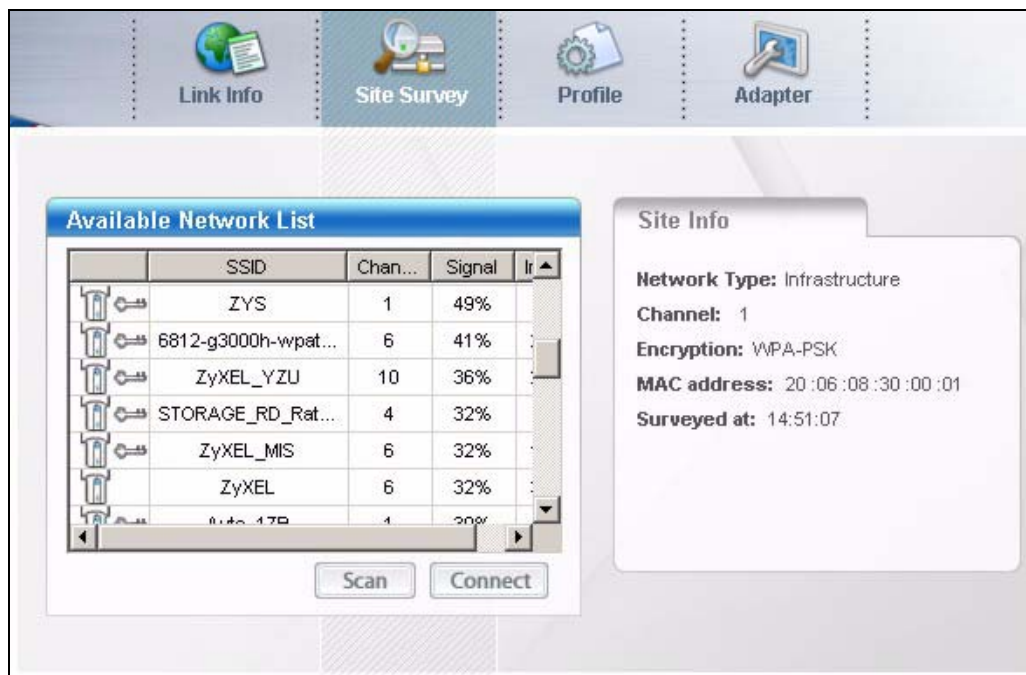 Link Info Site Survey Profile Adapter
Available Network List
SSID Chan... Signal
ZYS 1 49%
6812-g3000h-wpat... 6 41%
ZyXEL_YZU 10 36%
STORAGE_RD_Rat... 4 32%
ZyXEL_MIS 6 32%
ZyXEL 6 32%
Scan Connect
Site Info
Network Type: Infrastructure
Channel: 1
Encryption: WPA-PSK
MAC address: 20 :06 :08 :30 :00 :01
Surveyed at: 14:51:07